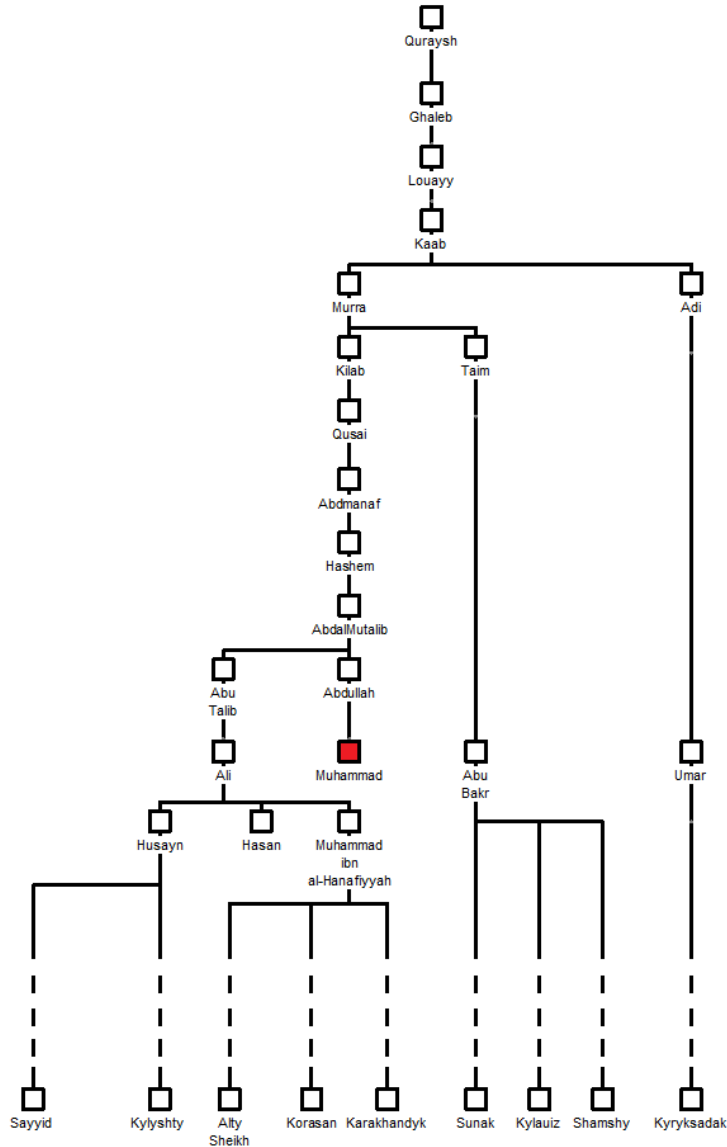 Quraysh
Ghaleb
Louayy
Kaab
Murra
Adi
Kilab
Taim
Qusai
Abdmanaf
Hashem
AbdalMutalib
Abu
Talib
Abdullah
Ali
Muhammad
Abu
Bakr
Umar
Husayn
Hasan
Muhammad
ibn
al-Hanafiyyah
Sayyid
Kylyshty
Alty
Sheikh
Korasan
Karakhandyk
Sunak
Kylauiz
Shamshy
Kyryksadak